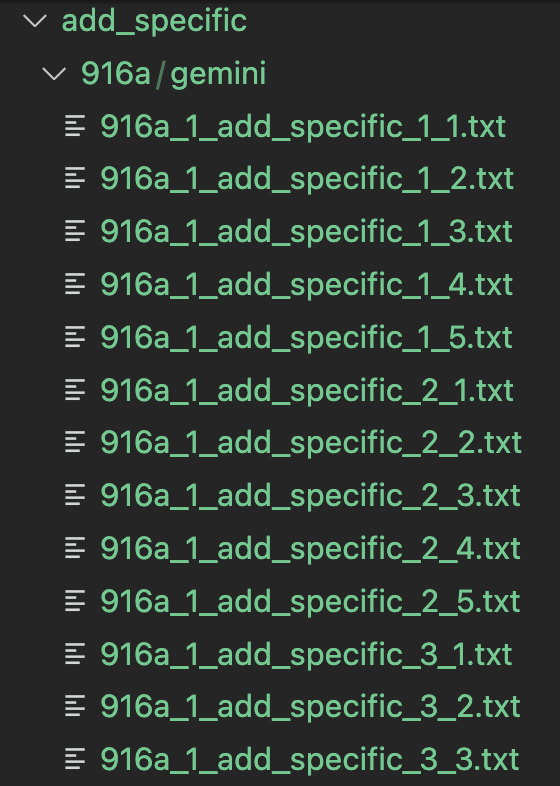 add_specific
916a/gemini
916a_1_add_specific_1_1.txt
916a_1_add_specific_1_2.txt
916a_1_add_specific_1_3.txt
916a_1_add_specific_1_4.txt
916a_1_add_specific_1_5.txt
916a_1_add_specific_2_1.txt
916a_1_add_specific_2_2.txt
916a_1_add_specific_2_3.txt
916a_1_add_specific_2_4.txt
916a_1_add_specific_2_5.txt
916a_1_add_specific_3_1.txt
916a_1_add_specific_3_2.txt
916a_1_add_specific_3_3.txt